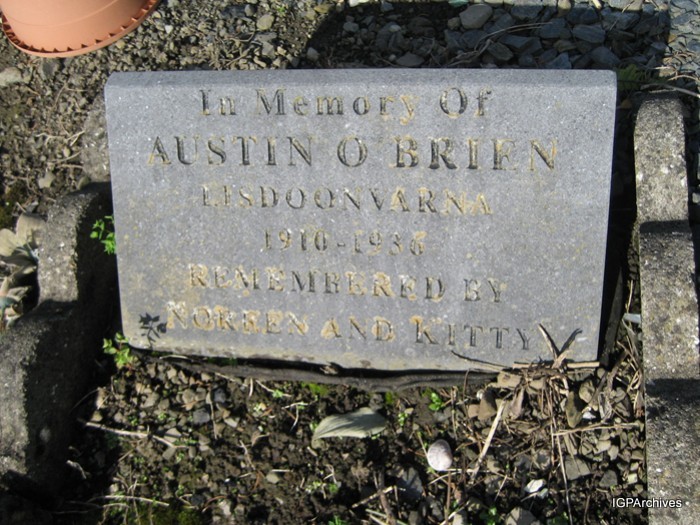 In Memory Of
AUSTIN O'BRIEN
LISDOONVARNA
1910-1936
REMEMBERED BY
NOREEN AND KITTY
IGPArchives